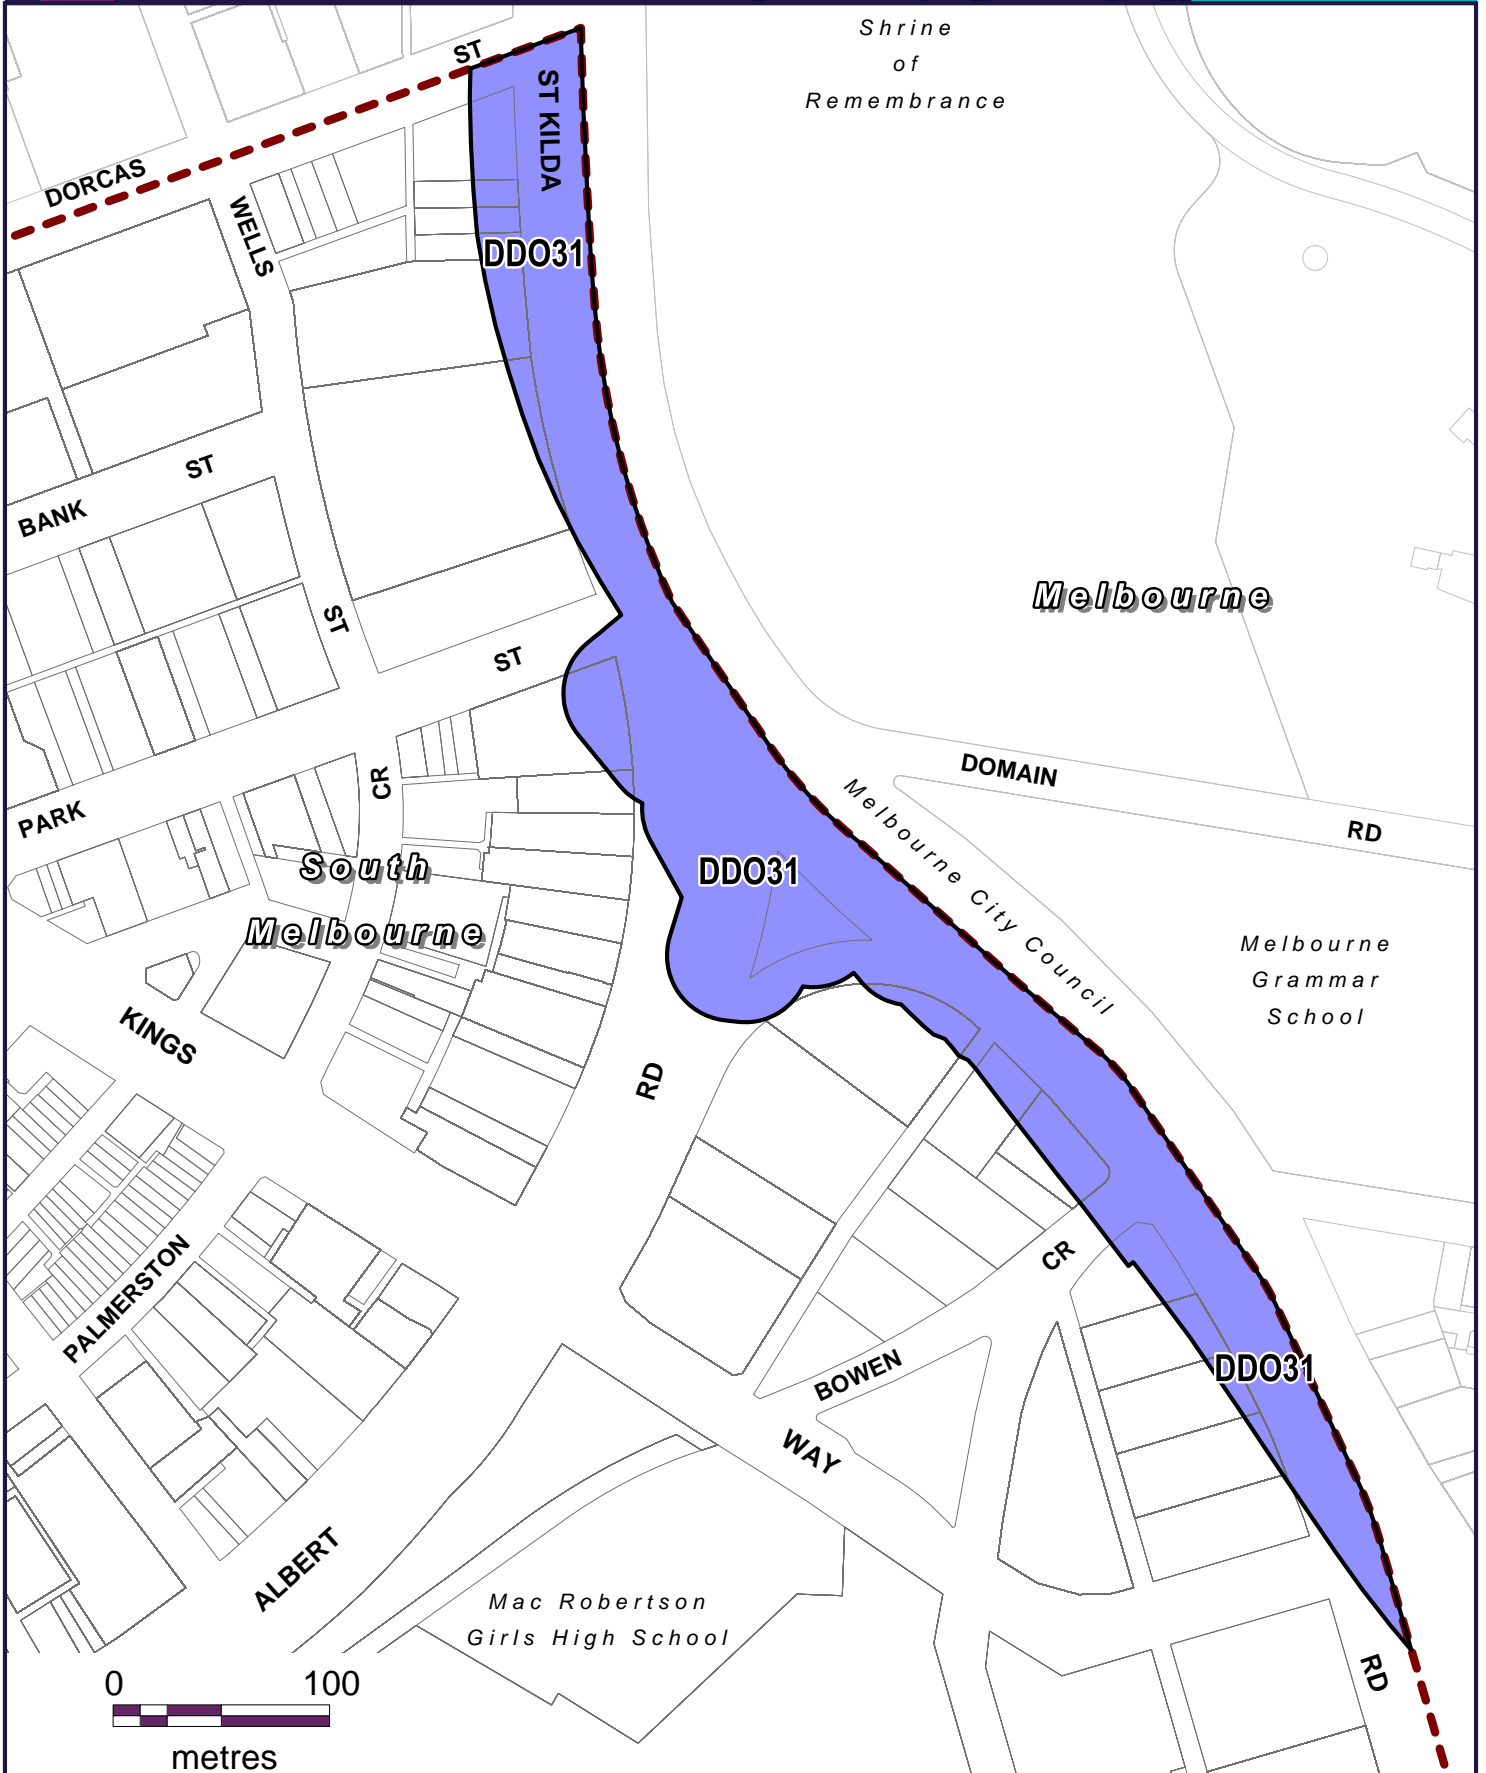 Shrine
of
Remembrance
ST
ST KILDA
DORCAS
WELLS
DDO31
ST
BANK
Melbourne
ST
ST
DOMAIN
CR
Melbourne City Council
PARK
RD
South
DDO31
Melbourne
Melbourne
Grammar
School
KINGS
RD
PALMERSTON
CR
DDO31
BOWEN
WAY
ALBERT
Mac Robertson
Girls High School
RD
0 100
metres